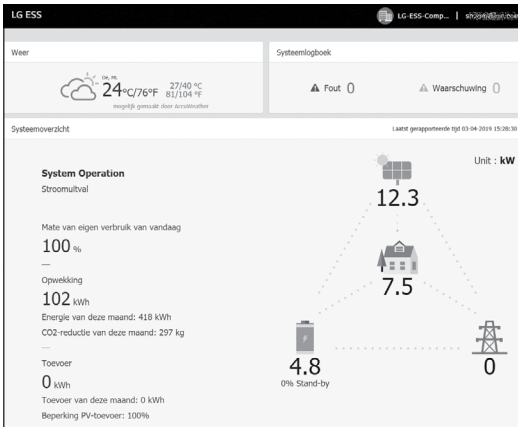 LG ESS
LG-ESS-Comp... |
Weer
Systeemlogboek
24°C/76°F
27/40 °C
81/104 °F
mogelijk gemaakt door AccuWeather
Fout 0
Waarschuwing 0
Systeemoverzicht
Laatst gerapporteerde tijd 03-04-2019 15:28:30
Unit : kW
System Operation
Stroomuitval
12.3
Mate van eigen verbruik van vandaag
100 %
Opwekking
7.5
102 kWh
Energie van deze maand: 418 kWh
CO2-reductie van deze maand: 297 kg
Toevoer
0 kWh
4.8
0
0% Stand-by
Toevoer van deze maand: 0 kWh
Beperking PV-toevoer: 100%